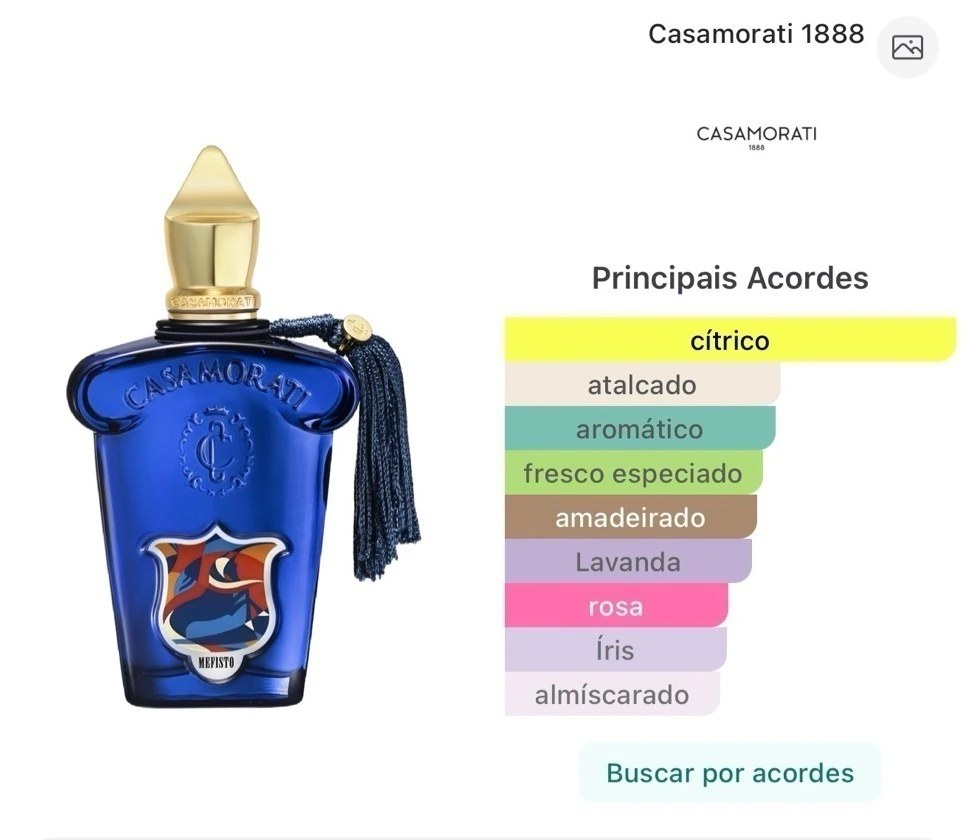 Casamorati 1888
CASAMORATI
1888
CASAMORATI
CASAMORATI
MEFISTO
Principais Acordes
cítrico
atalcado
aromático
fresco especiado
amadeirado
Lavanda
rosa
Íris
almíscarado
Buscar por acordes